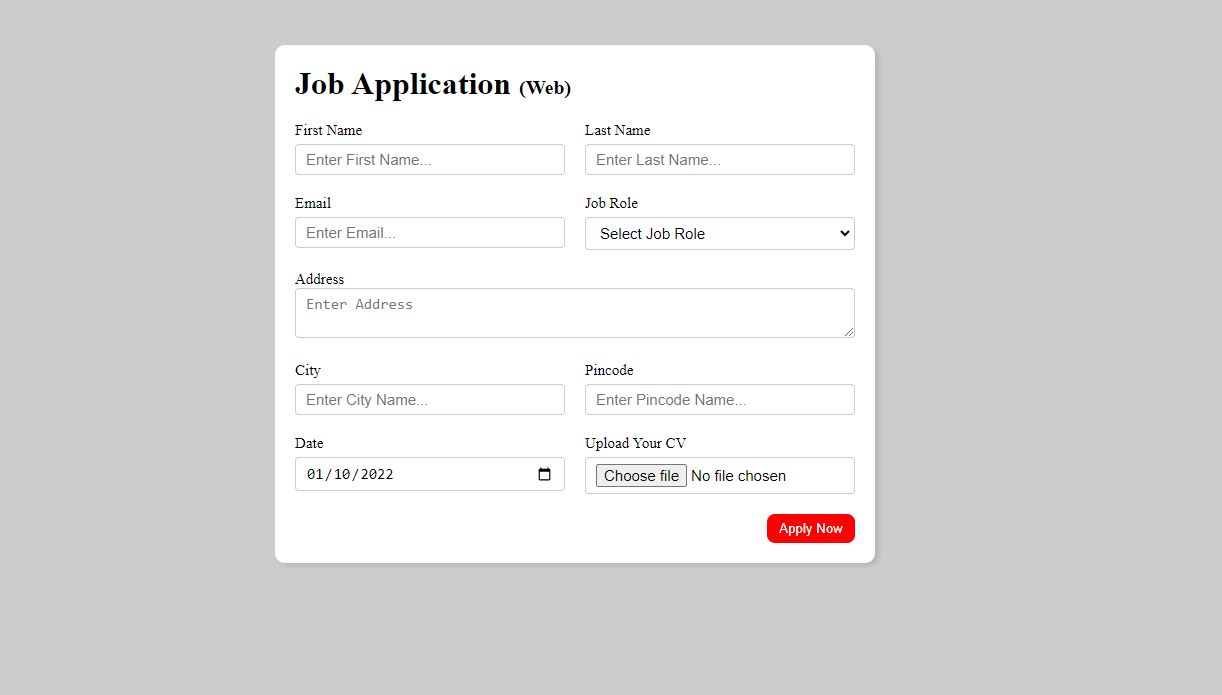 Job Application (Web)
First Name Last Name
Enter First Name... Enter Last Name...
Email Job Role
Enter Email... Select Job Role
Address
Enter Address
City Pincode
Enter City Name... Enter Pincode Name...
Date Upload Your CV
01/10/2022 Choose file No file chosen
Apply Now